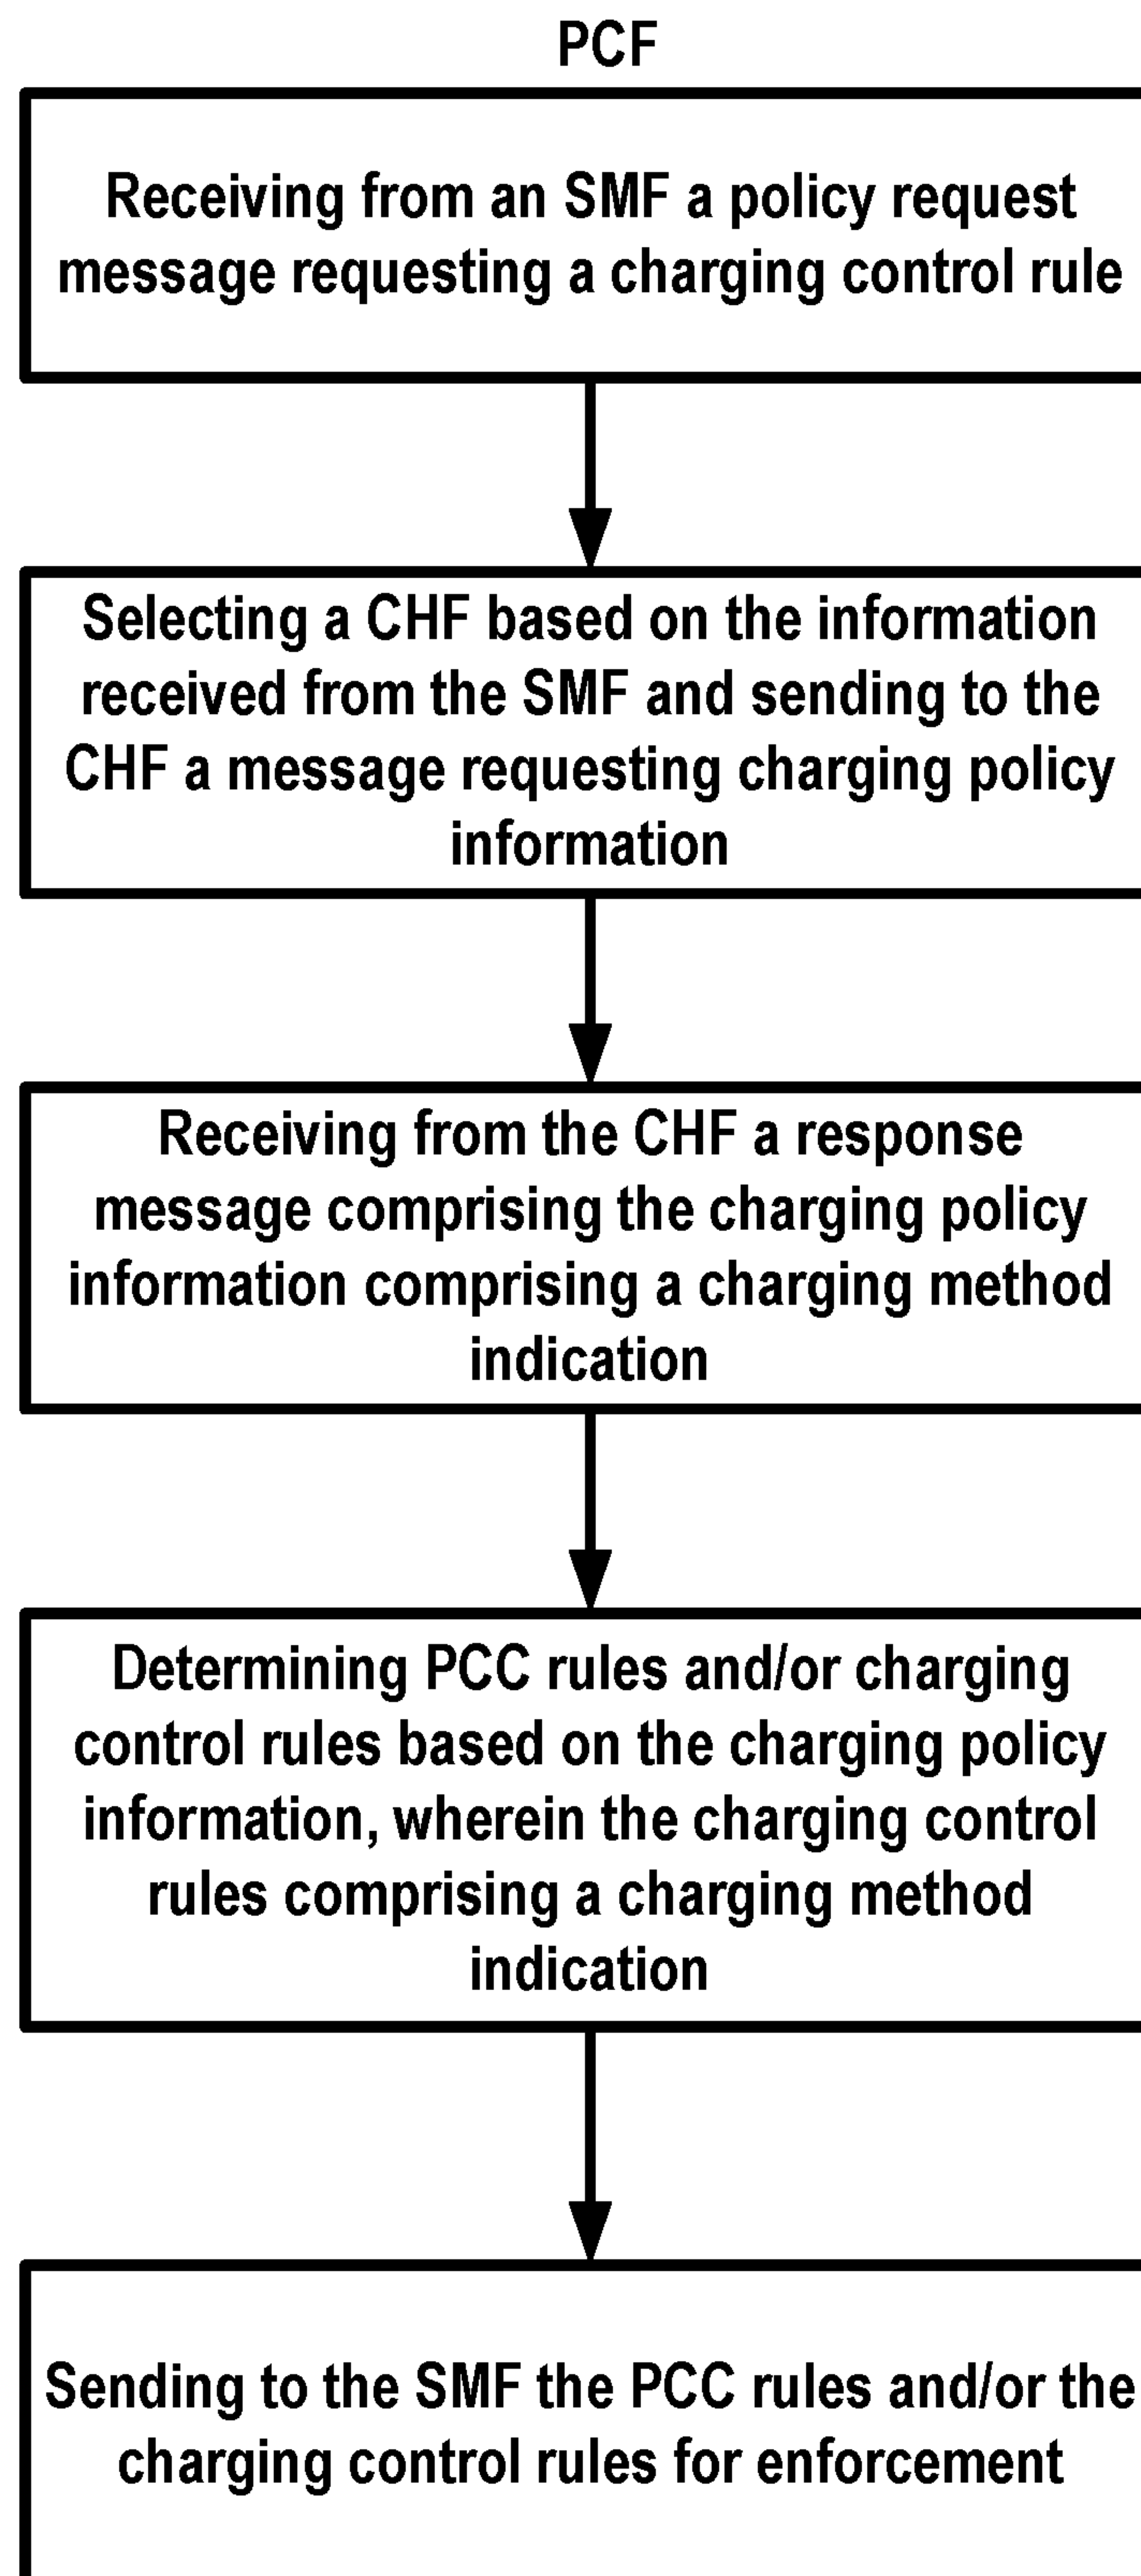 PCF
Receiving from an SMF a policy request
message requesting a charging control rule
Selecting a CHF based on the information
received from the SMF and sending to the
CHF a message requesting charging policy
information
Receiving from the CHF a response
message comprising the charging policy
information comprising a charging method
indication
Determining PCC rules and/or charging
control rules based on the charging policy
information, wherein the charging control
rules comprising a charging method
indication
Sending to the SMF the PCC rules and/or the
charging control rules for enforcement